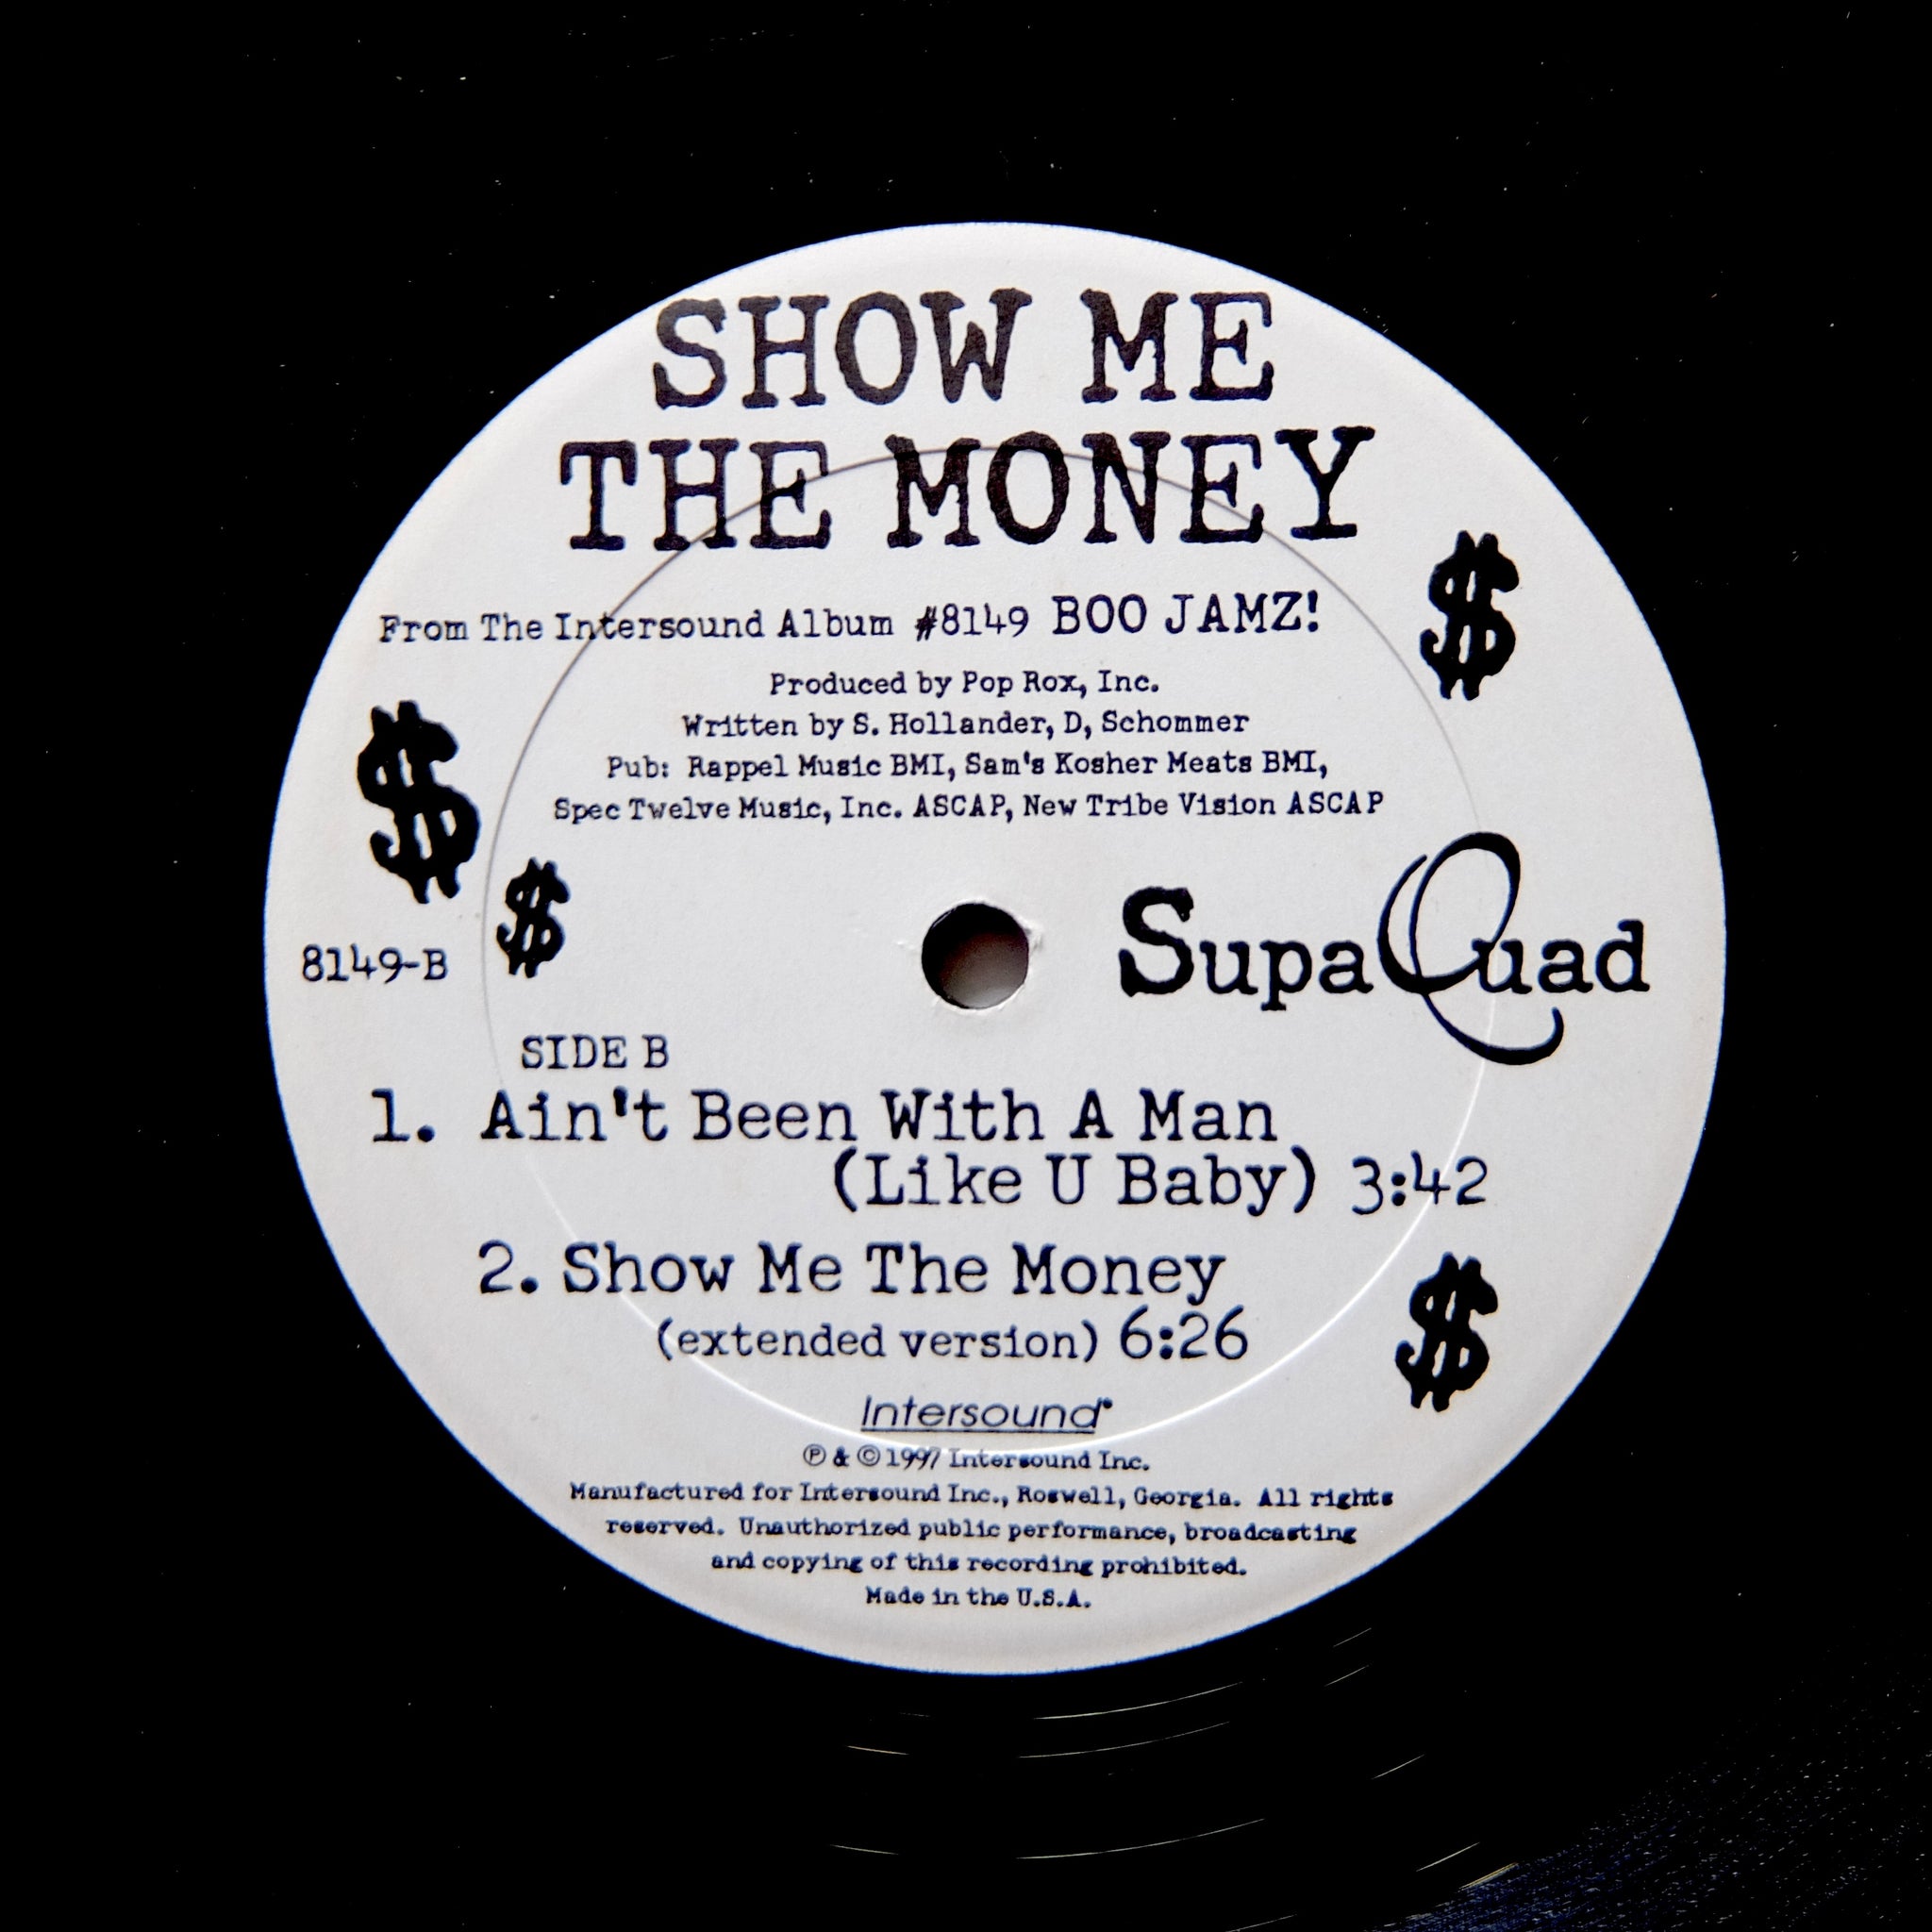 SHOW ME
THE MONEY
From The Intersound Album #8149 BOO JAMZ!
Produced by Pop Rox, Inc.
Written by S. Hollander, D, Schommer
Pub: Rappel Music BMI, Sam's Kosher Meats BMI,
Spec Twelve Music, Inc. ASCAP, New Tribe Vision ASCAP
$
$
$
8149-B
SupaQuad
SIDE B
1. Ain't Been With A Man
(Like U Baby) 3:42
2. Show Me The Money
(extended version) 6:26
$
Intersound®
℗ & © 1997 Intersound Inc.
Manufactured for Intersound Inc., Roswell, Georgia. All rights
reserved. Unauthorized public performance, broadcasting
and copying of this recording prohibited.
Made in the U.S.A.